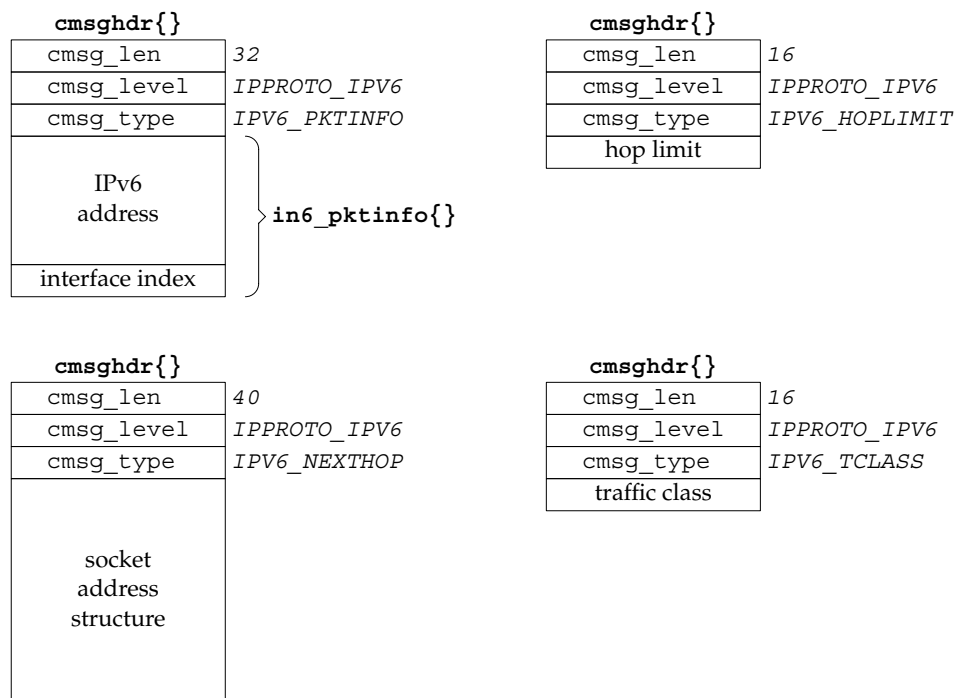 cmsghdr{}
cmsg_len 32
cmsg_level IPPROTO_IPV6
cmsg_type IPV6_PKTINFO
IPv6
address
in6_pktinfo{}
interface index
cmsghdr{}
cmsg_len 16
cmsg_level IPPROTO_IPV6
cmsg_type IPV6_HOPLIMIT
hop limit
cmsghdr{}
cmsg_len 40
cmsg_level IPPROTO_IPV6
cmsg_type IPV6_NEXTHOP
socket
address
structure
cmsghdr{}
cmsg_len 16
cmsg_level IPPROTO_IPV6
cmsg_type IPV6_TCLASS
traffic class